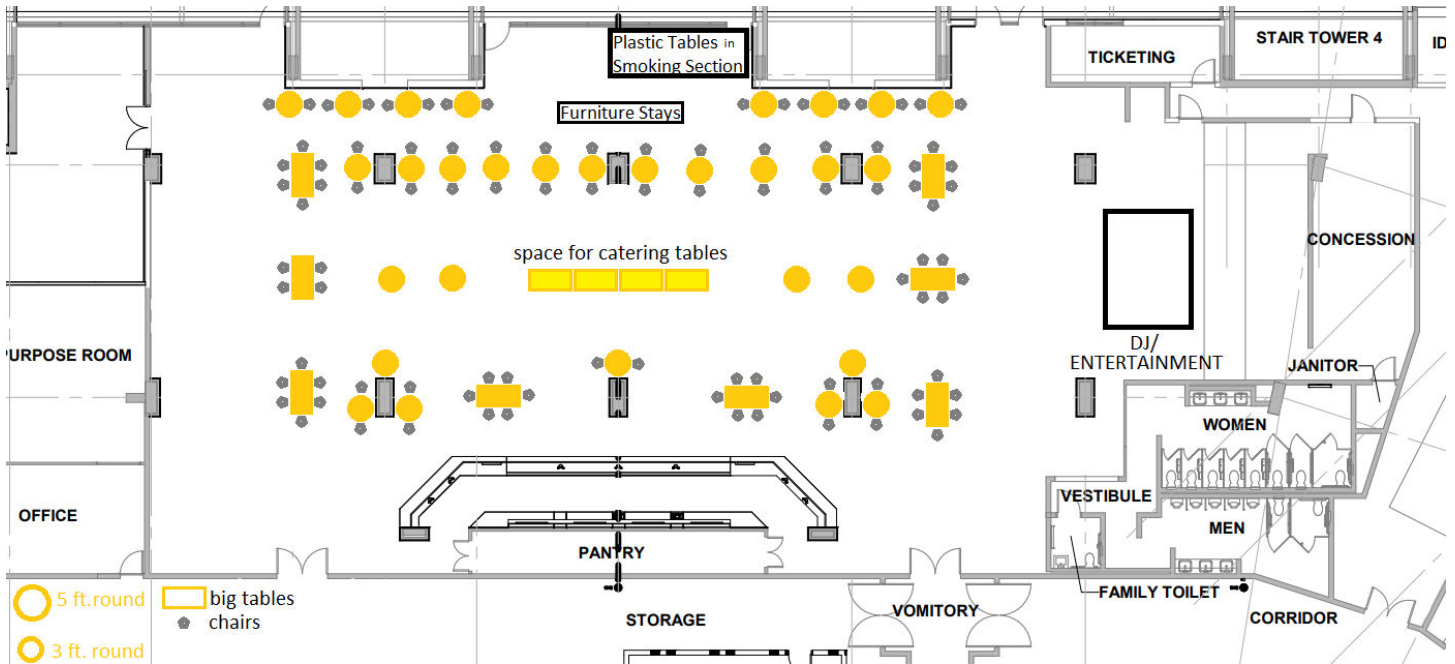 Plastic Tables in
Smoking Section
TICKETING
STAIR TOWER 4
ID
Furniture Stays
space for catering tables
CONCESSION
DJ/
ENTERTAINMENT
PURPOSE ROOM
JANITOR
WOMEN
VESTIBULE
OFFICE
MEN
PANTRY
FAMILY TOILET
5 ft.round
big tables
chairs
3 ft. round
STORAGE
VOMITORY
CORRIDOR